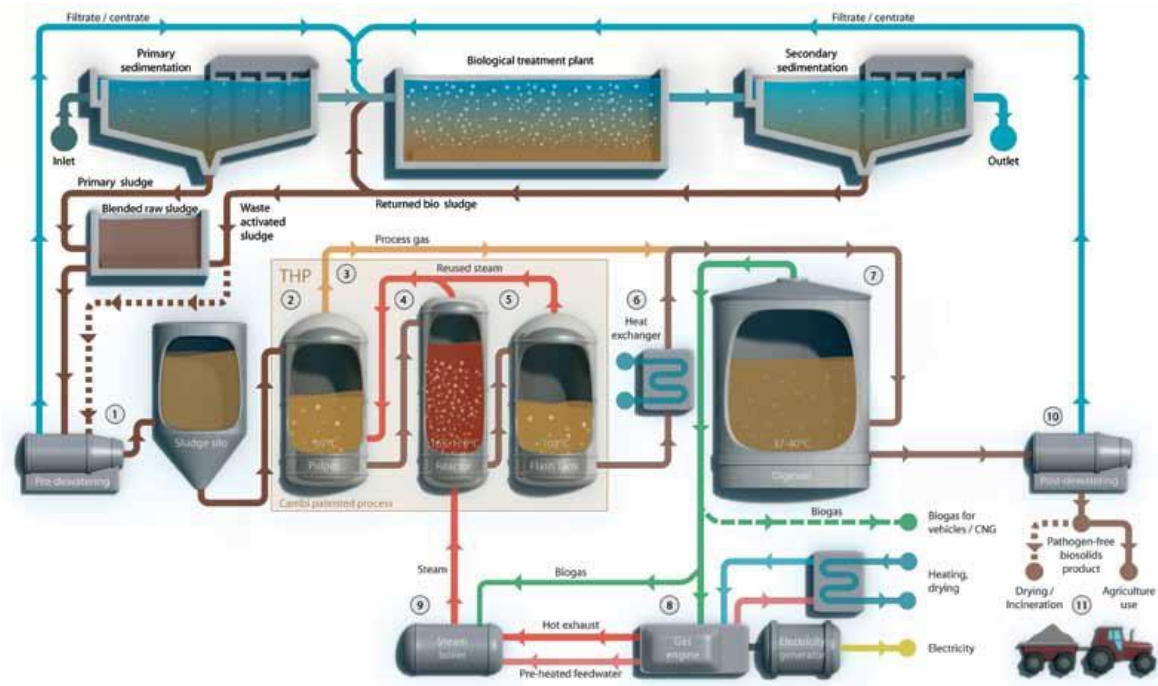 Filtrate / centrate
Filtrate / centrate
Primary
sedimentation
Biological treatment plant
Secondary
sedimentation
Inlet
Outlet
Primary sludge
Blended raw sludge
Waste
activated
sludge
Returned bio sludge
Process gas
THP
3
Reused steam
2
4
5
6
Heat
exchanger
7
1
Sludge silo
90°C
>100°C
37-40°C
Pulper
Reactor
Flash tank
Digester
Cambi patented process
Pre-dewatering
10
Post-dewatering
Biogas
Biogas for
vehicles / CNG
Pathogen-free
biosolids
product
Steam
Biogas
Heating,
drying
Drying /
Incineration
11
Agriculture
use
9
8
Steam
boiler
Hot exhaust
Gas
engine
Electricity
generator
Electricity
Pre-heated feedwater